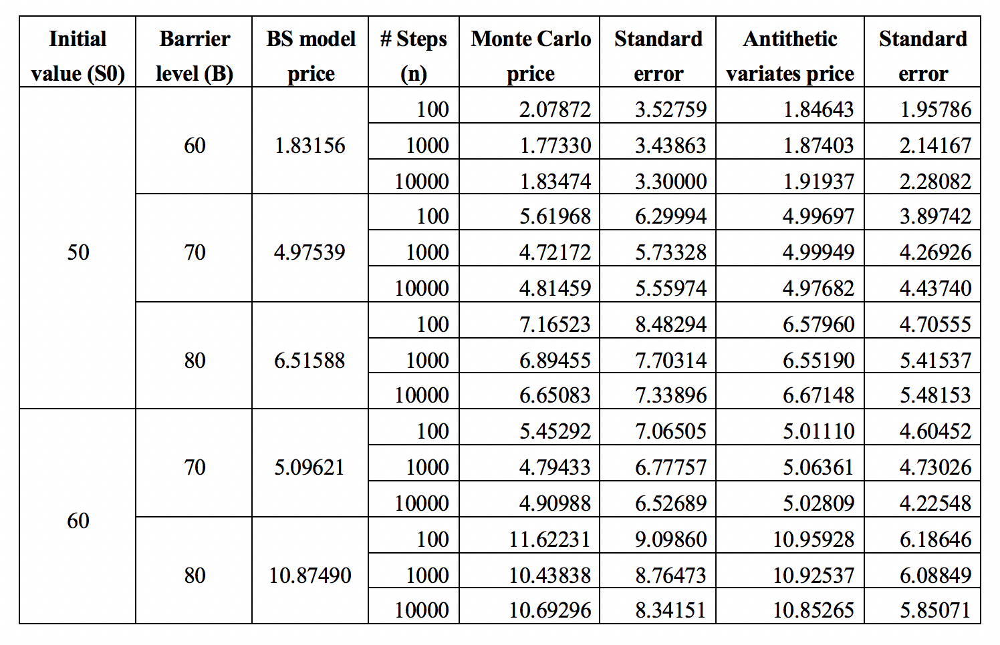 Initial Barrier BS model # Steps Monte Carlo Standard Antithetic Standard
value (S0) level (B) price (n) price error variates price error
100 2.07872 3.52759 1.84643 1.95786
60 1.83156 1000 1.77330 3.43863 1.87403 2.14167
10000 1.83474 3.30000 1.91937 2.28082
100 5.61968 6.29994 4.99697 3.89742
50 70 4.97539 1000 4.72172 5.73328 4.99949 4.26926
10000 4.81459 5.55974 4.97682 4.43740
100 7.16523 8.48294 6.57960 4.70555
80 6.51588 1000 6.89455 7.70314 6.55190 5.41537
10000 6.65083 7.33896 6.67148 5.48153
100 5.45292 7.06505 5.01110 4.60452
70 5.09621 1000 4.79433 6.77757 5.06361 4.73026
10000 4.90988 6.52689 5.02809 4.22548
60
100 11.62231 9.09860 10.95928 6.18646
80 10.87490 1000 10.43838 8.76473 10.92537 6.08849
10000 10.69296 8.34151 10.85265 5.85071